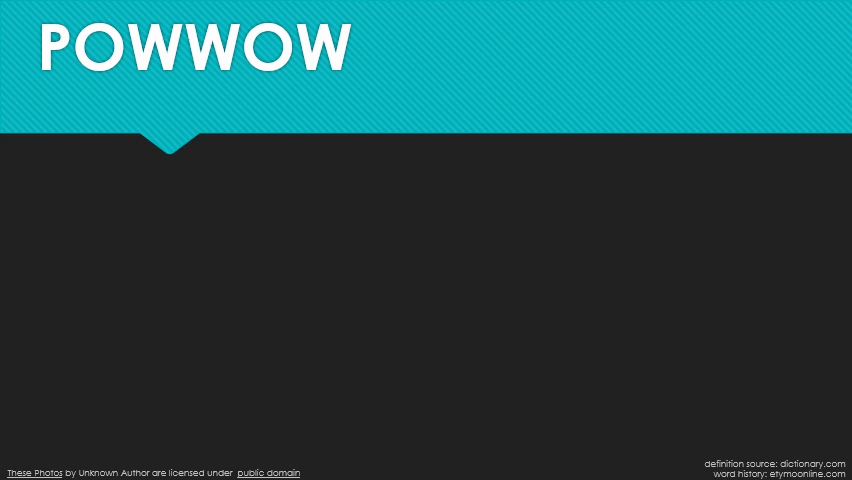 POWWOW
definition source: dictionary.com
These Photos by Unknown Author are licensed under public domain
word history: etymoonline.com